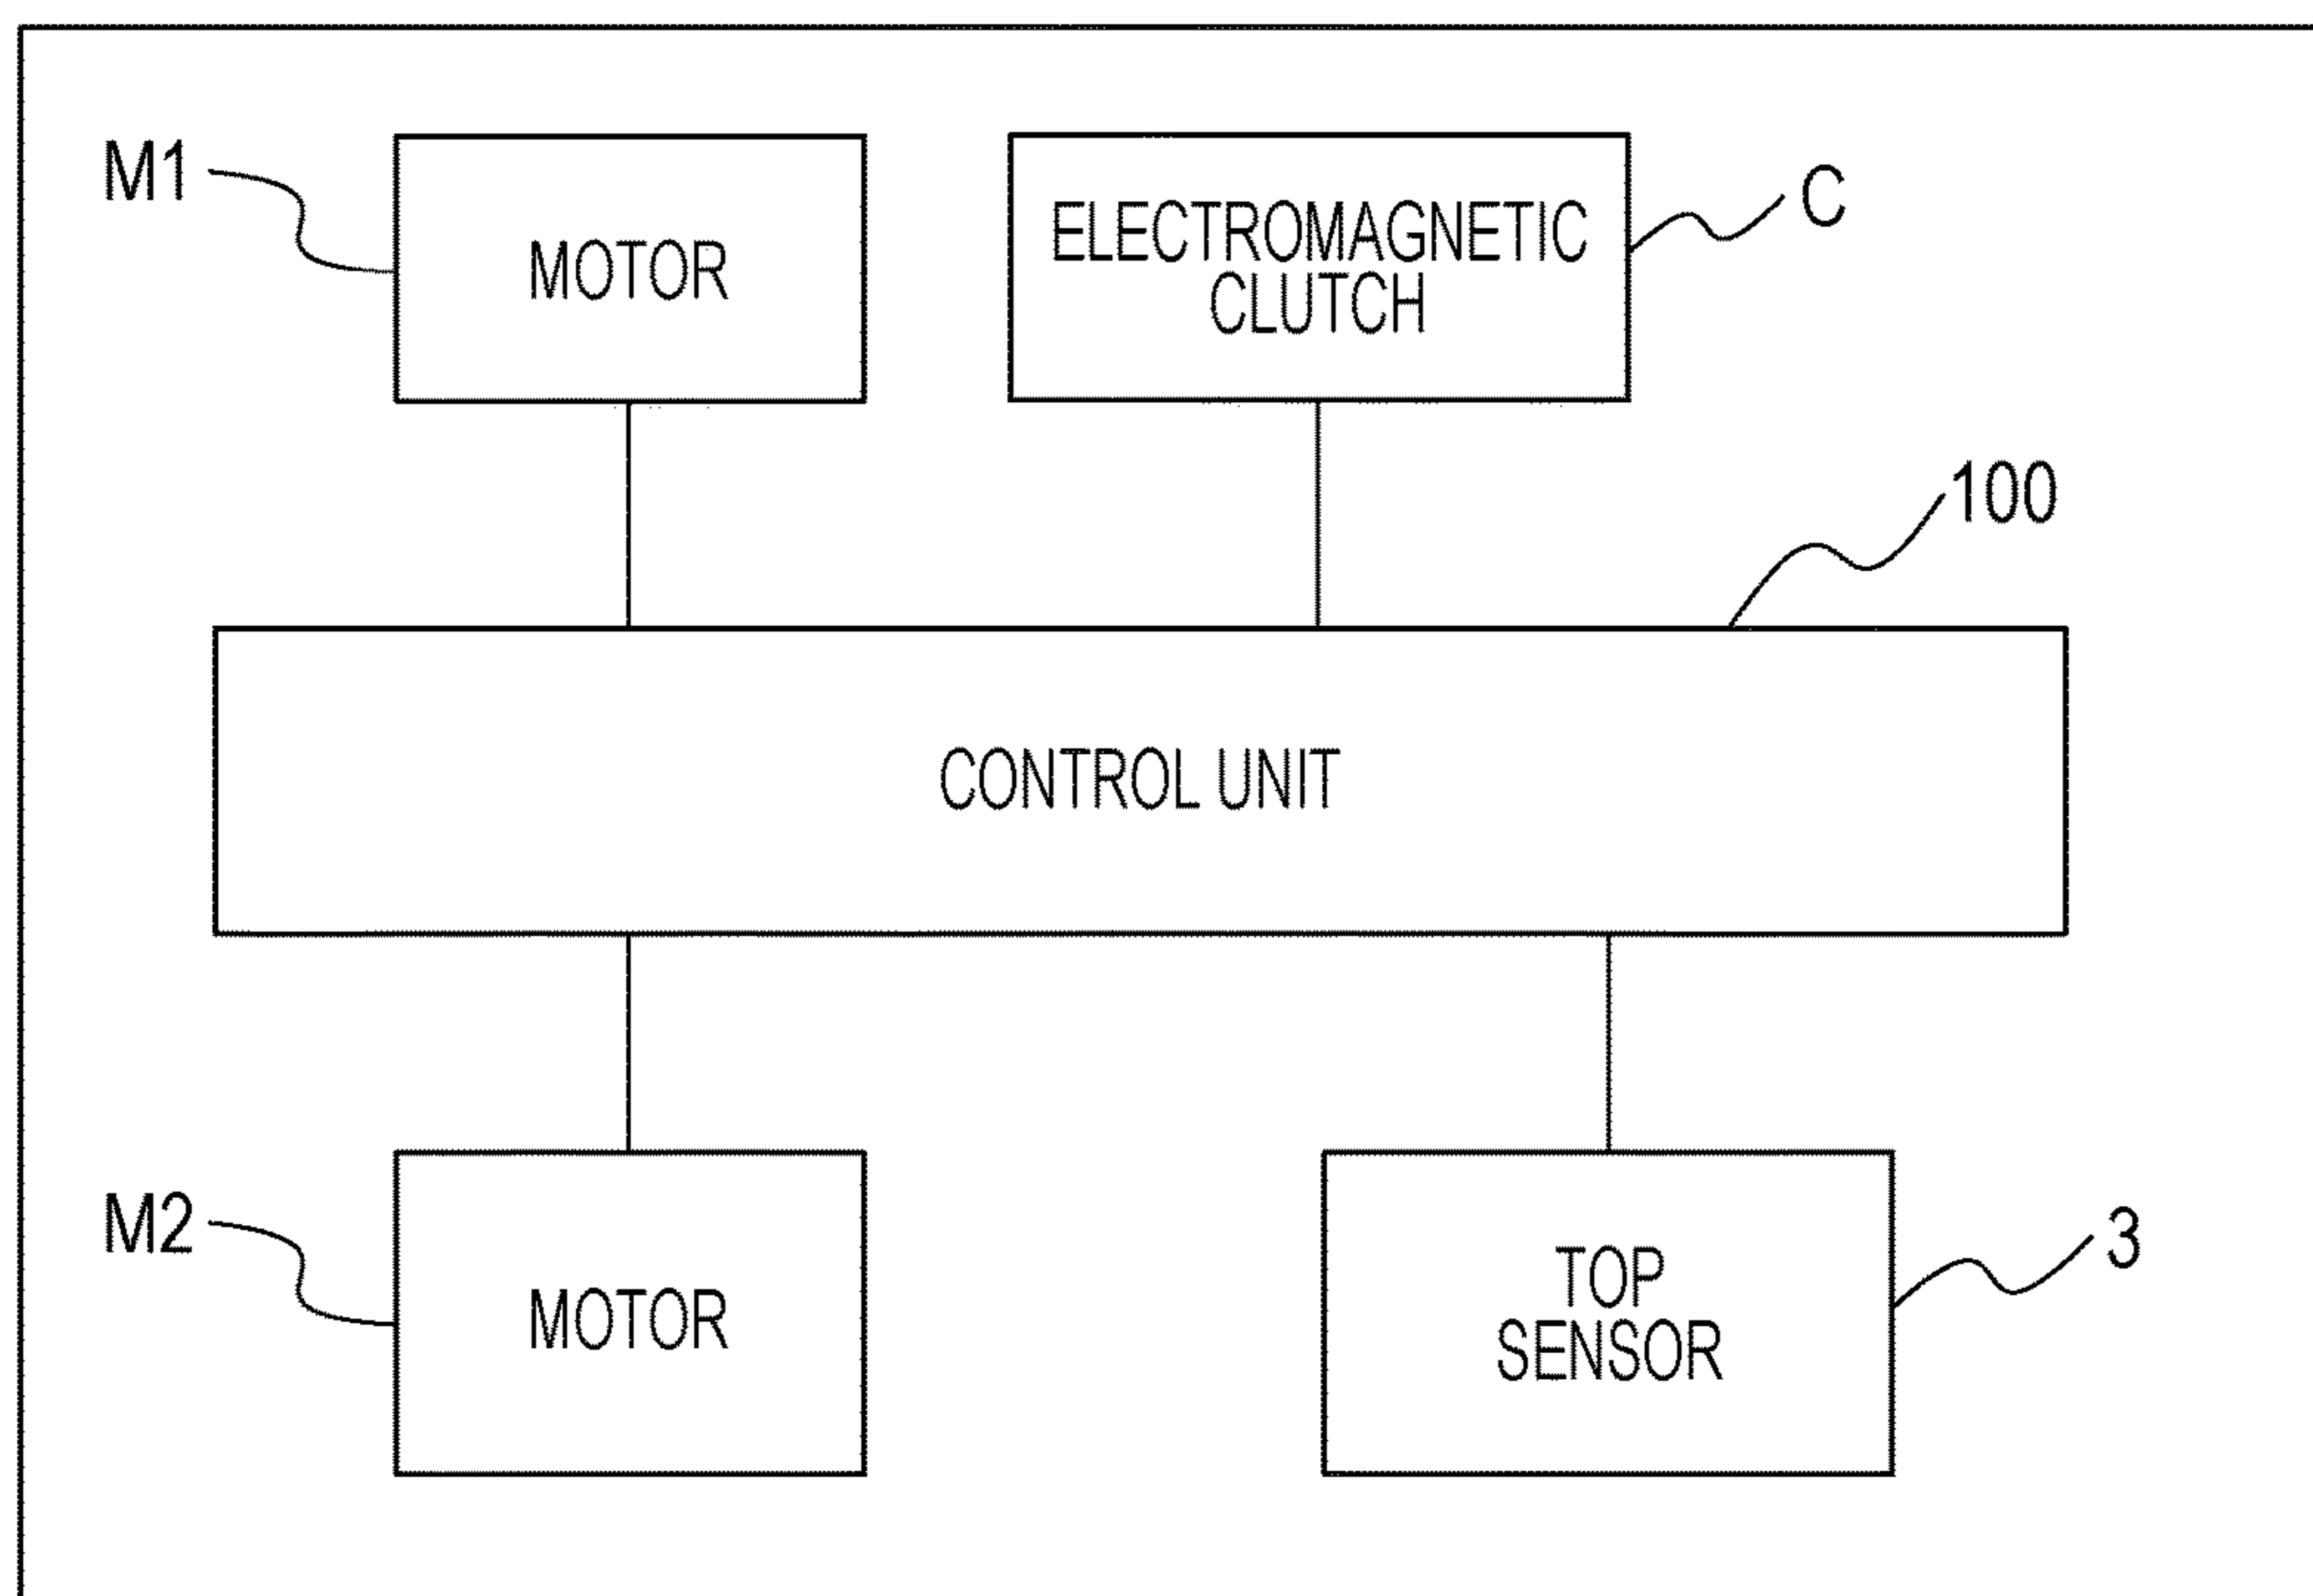 M1
MOTOR
ELECTROMAGNETIC
CLUTCH
C
100
CONTROL UNIT
M2
MOTOR
TOP
SENSOR
3